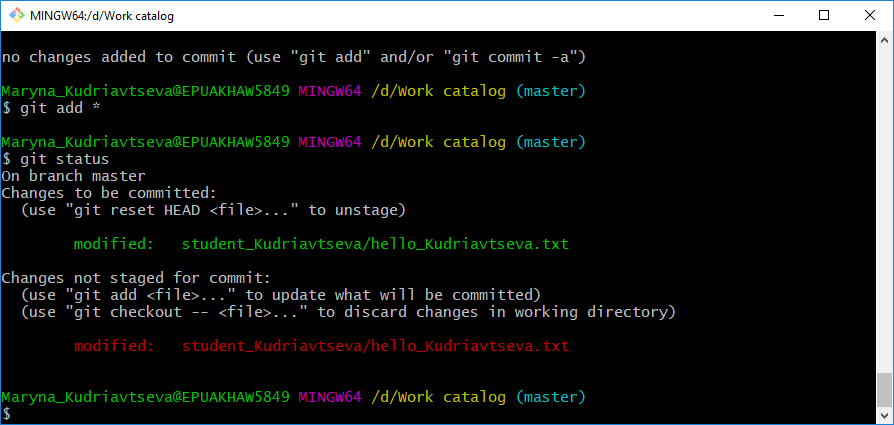 MINGW64:/d/Work catalog
no changes added to commit (use "git add" and/or "git commit -a")
Maryna_Kudriavtseva@EPUAKHAW5849 MINGW64 /d/Work catalog (master)
$ git add *
Maryna_Kudriavtseva@EPUAKHAW5849 MINGW64 /d/Work catalog (master)
$ git status
On branch master
Changes to be committed:
  (use "git reset HEAD <file>..." to unstage)
        modified:   student_Kudriavtseva/hello_Kudriavtseva.txt
Changes not staged for commit:
  (use "git add <file>..." to update what will be committed)
  (use "git checkout -- <file>..." to discard changes in working directory)
        modified:   student_Kudriavtseva/hello_Kudriavtseva.txt
Maryna_Kudriavtseva@EPUAKHAW5849 MINGW64 /d/Work catalog (master)
$